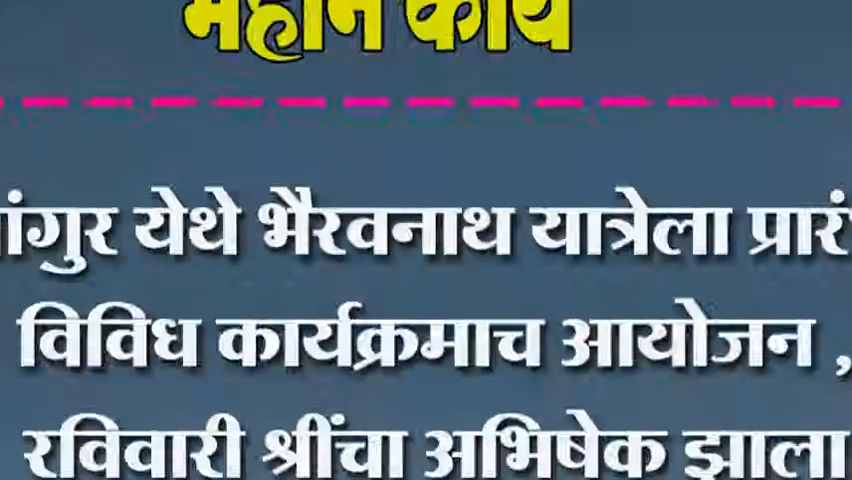 महान कार्य
येथे भैरवनाथ यात्रेला
विविध कार्यक्रमाच आयोजन ,
रविवारी श्रींचा अभिषेक झाला